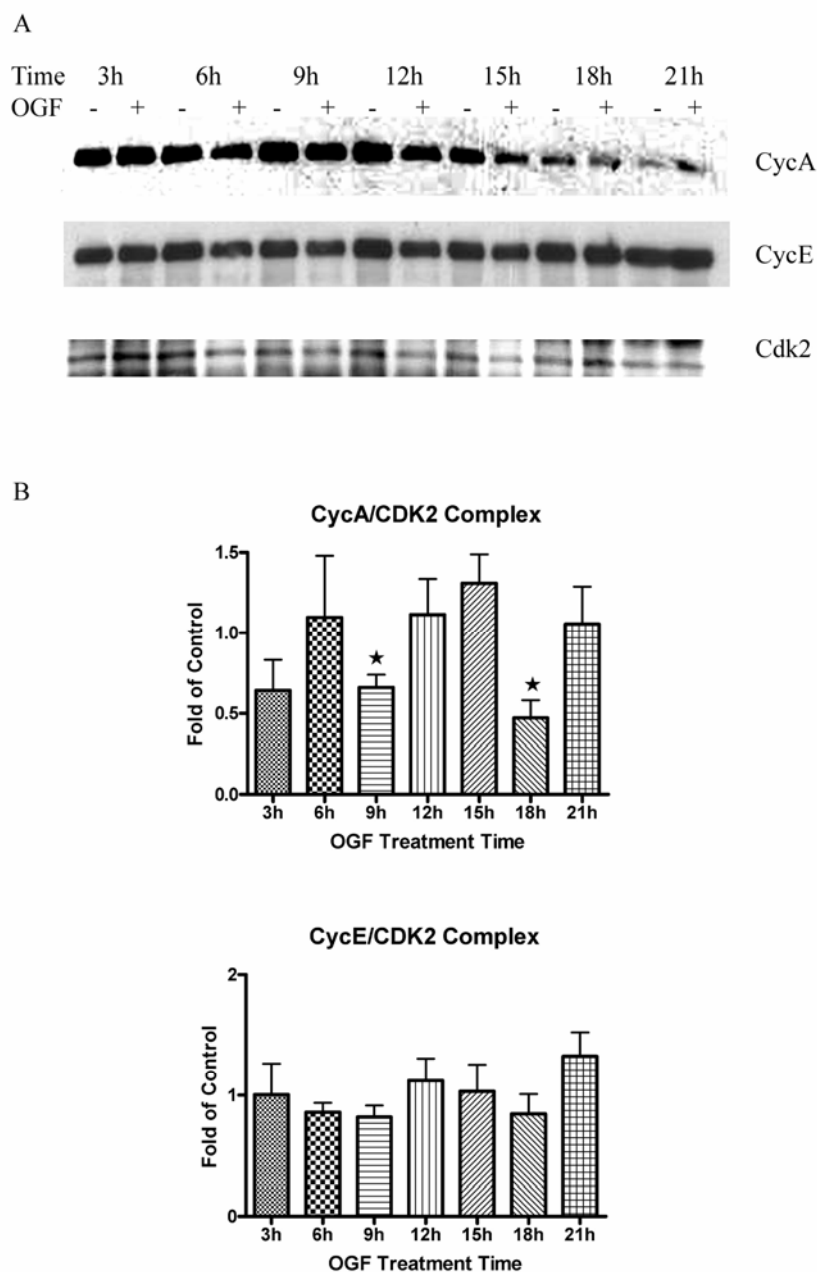 A
Time 3h 6h 9h 12h 15h 18h 21h
OGF - + - + - + - + - + - + - +
CycA
CycE
Cdk2
B
CycA/CDK2 Complex
Fold of Control
1.5
1.0
0.5
0.0
★ ★
3h 6h 9h 12h 15h 18h 21h
OGF Treatment Time
CycE/CDK2 Complex
Fold of Control
2
1
0
3h 6h 9h 12h 15h 18h 21h
OGF Treatment Time